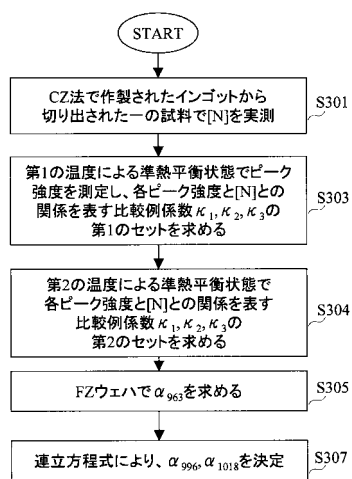 START
CZ法で作製されたインゴットから
切り出された一の試料で[N]を実測
S301
第1の温度による準熱平衡状態でピーク
強度を測定し、各ピーク強度と[N]との
関係を表す比較例係数κ₁,κ₂,κ₃の
第1のセットを求める
S303
第2の温度による準熱平衡状態で
各ピーク強度と[N]との関係を表す
比較例係数κ₁,κ₂,κ₃の
第2のセットを求める
S304
FZウェハでα₉₆₃を求める
S305
連立方程式により、α₉₉₆,α₁₀₁₈を決定
S307